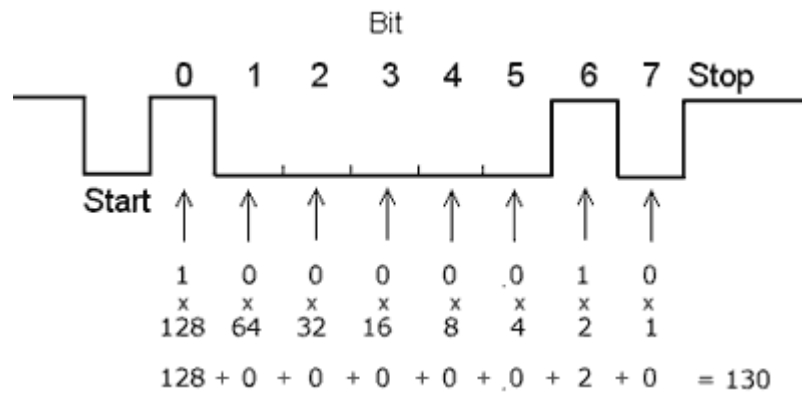 Bit
0 1 2 3 4 5 6 7 Stop
Start
1 0 0 0 0 .0 1 0
x x x x x x x x
128 64 32 16 8 4 2 1
128 + 0 + 0 + 0 + 0 + .0 + 2 + 0 = 130